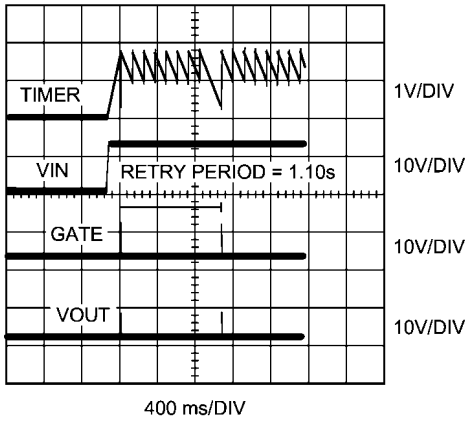 TIMER
1V/DIV
VIN
10V/DIV
RETRY PERIOD = 1.10s
GATE
10V/DIV
VOUT
10V/DIV
400 ms/DIV